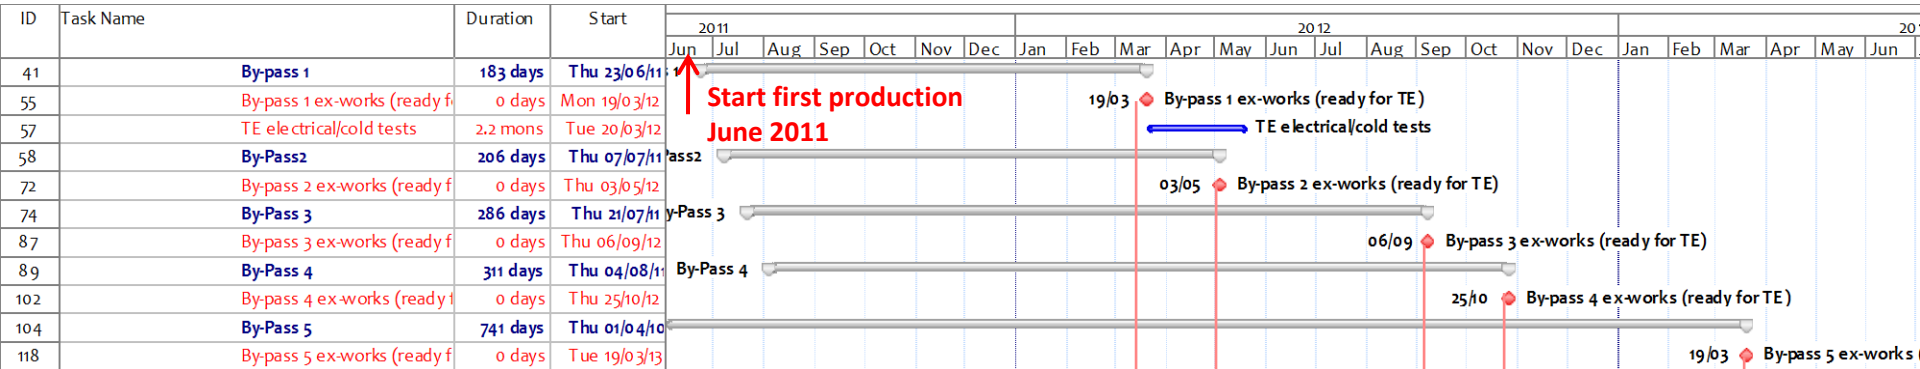 ID Task Name Duration Start
2011 2012
Jun Jul Aug Sep Oct Nov Dec Jan Feb Mar Apr May Jun Jul Aug Sep Oct Nov Dec Jan Feb Mar Apr May Jun
41 By-pass 1 183 days Thu 23/06/11
55 By-pass 1 ex-works (ready f 0 days Mon 19/03/12 19/03 By-pass 1 ex-works (ready for TE)
Start first production
June 2011
57 TE electrical/cold tests 2.2 mons Tue 20/03/12 TE electrical/cold tests
58 By-Pass2 206 days Thu 07/07/11 Pass2
72 By-pass 2 ex-works (ready f 0 days Thu 03/05/12 03/05 By-pass 2 ex-works (ready for TE)
74 By-Pass 3 286 days Thu 21/07/11 y-Pass 3
87 By-pass 3 ex-works (ready f 0 days Thu 06/09/12 06/09 By-pass 3 ex-works (ready for TE)
89 By-Pass 4 311 days Thu 04/08/11 By-Pass 4
102 By-pass 4 ex-works (ready f 0 days Thu 25/10/12 25/10 By-pass 4 ex-works (ready for TE)
104 By-Pass 5 741 days Thu 01/04/10
118 By-pass 5 ex-works (ready f 0 days Tue 19/03/13 19/03 By-pass 5 ex-works (